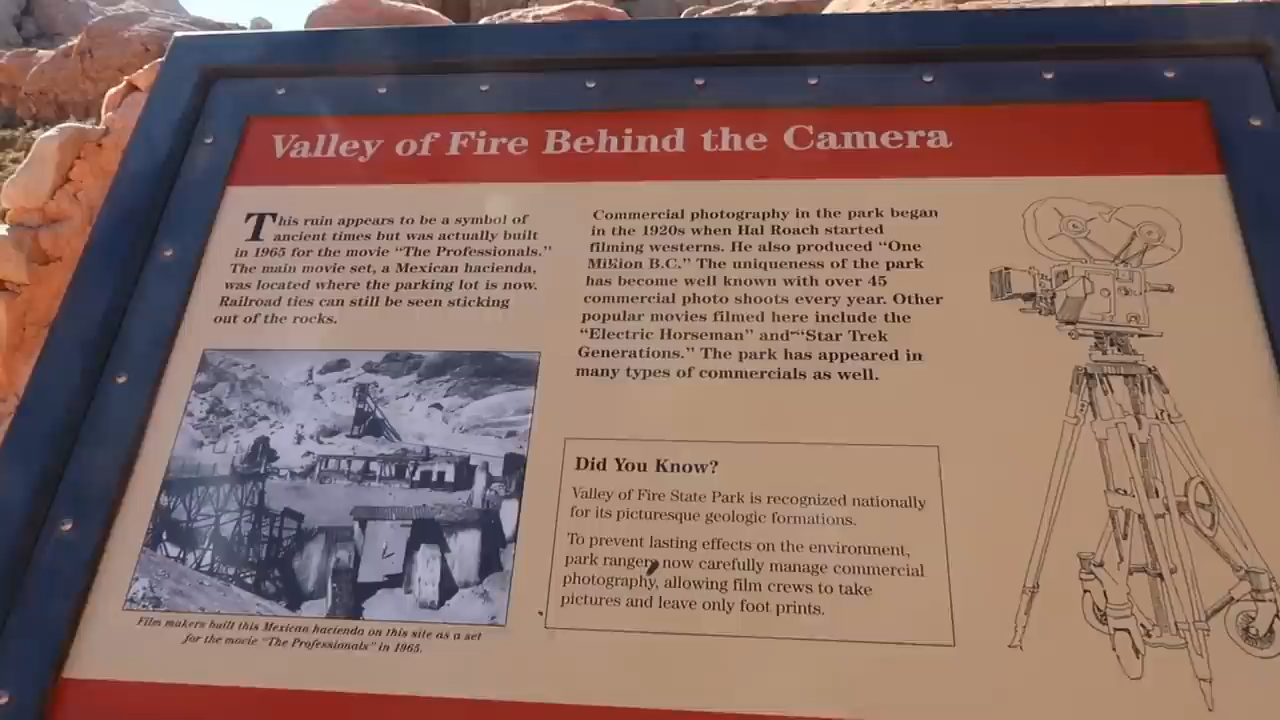 Valley of Fire Behind the Camera
This ruin appears to be a symbol of
ancient times but was actually built
in 1965 for the movie “The Professionals.”
The main movie set, a Mexican hacienda,
was located where the parking lot is now.
Railroad ties can still be seen sticking
out of the rocks.
Film makers built this Mexican hacienda on this site as a set
for the movie “The Professionals” in 1965.
Commercial photography in the park began
in the 1920s when Hal Roach started
filming westerns. He also produced “One
Million B.C.” The uniqueness of the park
has become well known with over 45
commercial photo shoots every year. Other
popular movies filmed here include the
“Electric Horseman” and “Star Trek
Generations.” The park has appeared in
many types of commercials as well.
Did You Know?
Valley of Fire State Park is recognized nationally
for its picturesque geologic formations.
To prevent lasting effects on the environment,
park rangers now carefully manage commercial
photography, allowing film crews to take
pictures and leave only foot prints.